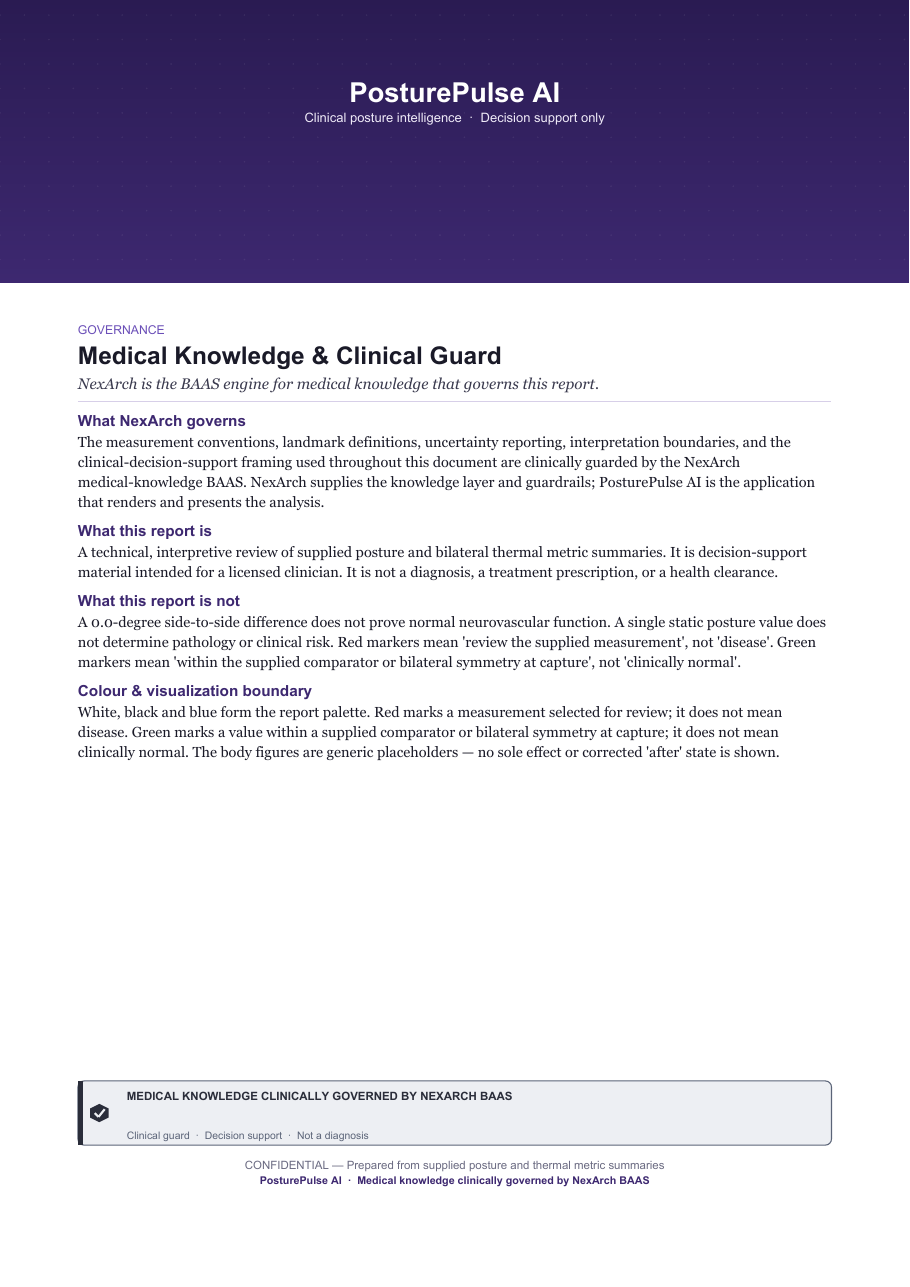 PosturePulse AI
Clinical posture intelligence · Decision support only
GOVERNANCE
Medical Knowledge & Clinical Guard
NexArch is the BAAS engine for medical knowledge that governs this report.
What NexArch governs
The measurement conventions, landmark definitions, uncertainty reporting, interpretation boundaries, and the
clinical-decision-support framing used throughout this document are clinically guarded by the NexArch
medical-knowledge BAAS. NexArch supplies the knowledge layer and guardrails; PosturePulse AI is the application
that renders and presents the analysis.
What this report is
A technical, interpretive review of supplied posture and bilateral thermal metric summaries. It is decision-support
material intended for a licensed clinician. It is not a diagnosis, a treatment prescription, or a health clearance.
What this report is not
A 0.0-degree side-to-side difference does not prove normal neurovascular function. A single static posture value does
not determine pathology or clinical risk. Red markers mean 'review the supplied measurement', not 'disease'. Green
markers mean 'within the supplied comparator or bilateral symmetry at capture', not 'clinically normal'.
Colour & visualization boundary
White, black and blue form the report palette. Red marks a measurement selected for review; it does not mean
disease. Green marks a value within a supplied comparator or bilateral symmetry at capture; it does not mean
clinically normal. The body figures are generic placeholders — no sole effect or corrected 'after' state is shown.
MEDICAL KNOWLEDGE CLINICALLY GOVERNED BY NEXARCH BAAS
Clinical guard · Decision support · Not a diagnosis
CONFIDENTIAL — Prepared from supplied posture and thermal metric summaries
PosturePulse AI · Medical knowledge clinically governed by NexArch BAAS